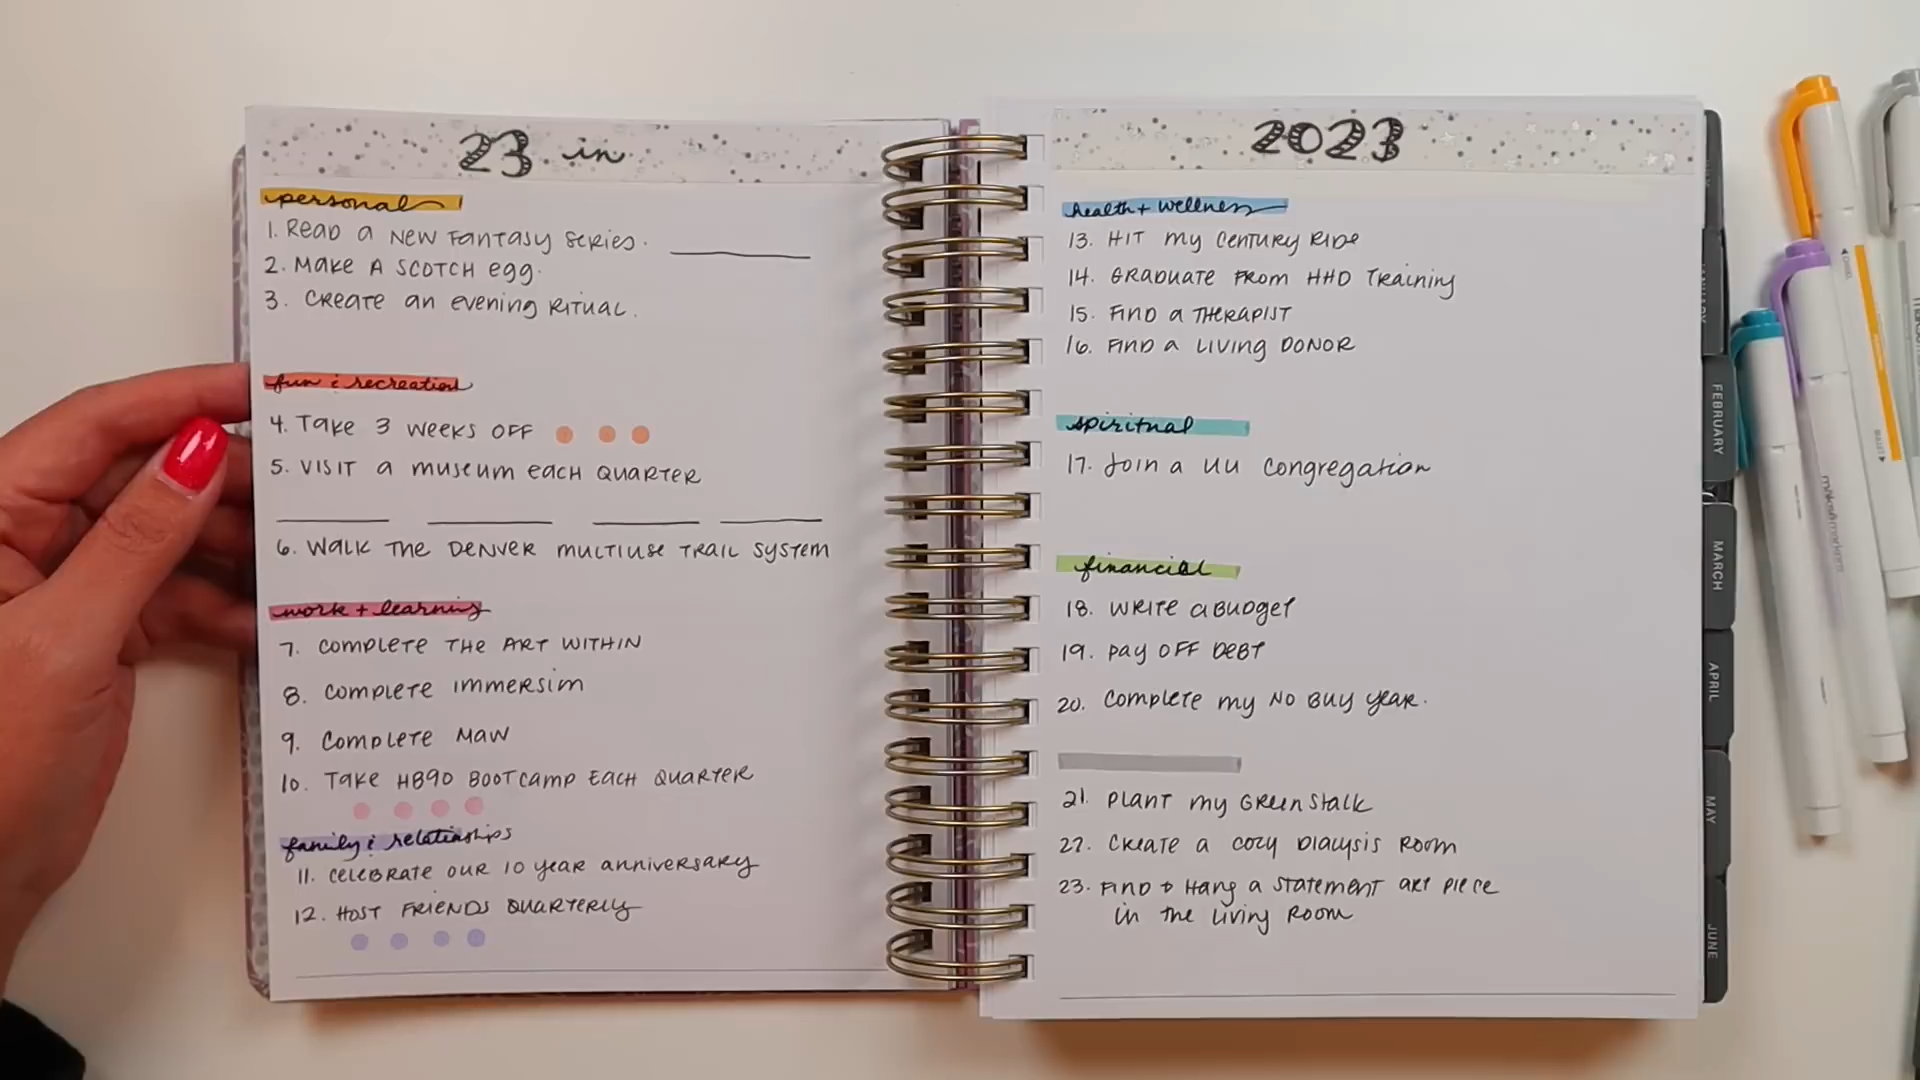 23 in
personal
1. Read a new fantasy series.
2. Make a scotch egg.
3. Create an evening ritual.
fun & recreation
4. Take 3 weeks off
5. Visit a museum each quarter
6. Walk the Denver multiuse trail system
work + learning
7. Complete The Art Within
8. Complete Immersim
9. Complete MAW
10. Take HB90 Bootcamp each quarter
family & relationships
11. Celebrate our 10 year anniversary
12. Host friends quarterly
2023
health + wellness
13. Hit my century ride
14. Graduate from HHD training
15. Find a therapist
16. Find a living donor
spiritual
17. Join a UU congregation
financial
18. Write a budget
19. Pay off debt
20. Complete my no buy year.
21. Plant my Greenstalk
22. Create a cozy dialysis room
23. Find + hang a statement art piece
in the living room
FEBRUARY
MARCH
APRIL
MAY
JUNE